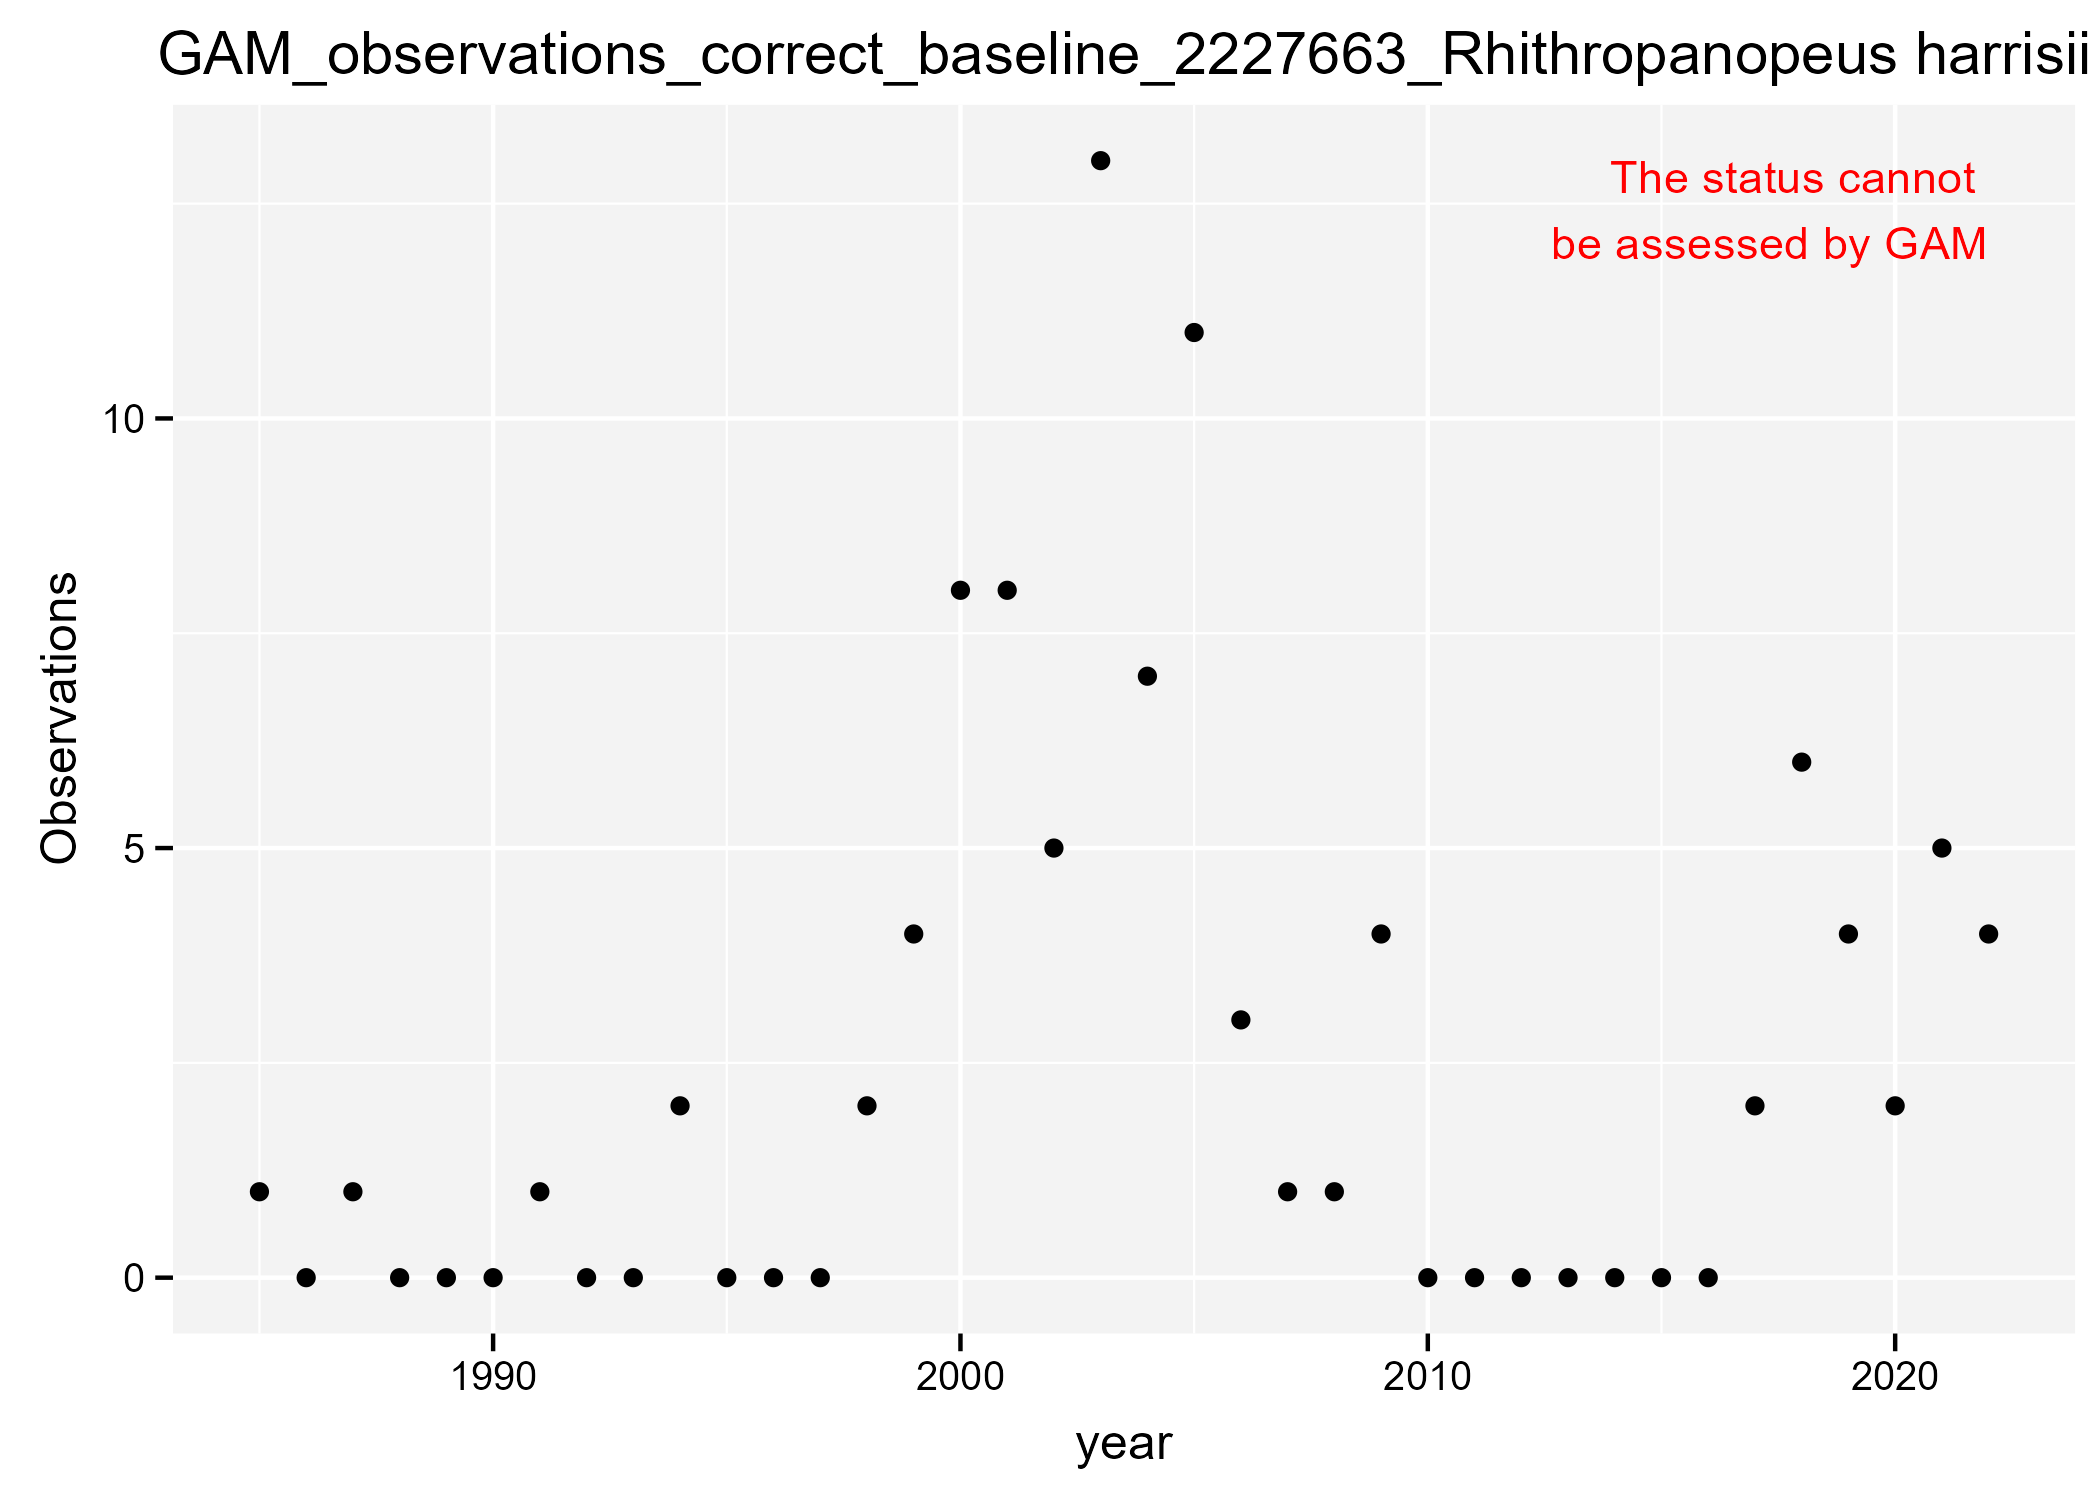 GAM_observations_correct_baseline_2227663_Rhithropanopeus harrisii
The status cannot
be assessed by GAM
10
5
0
Observations
1990
2000
2010
2020
year